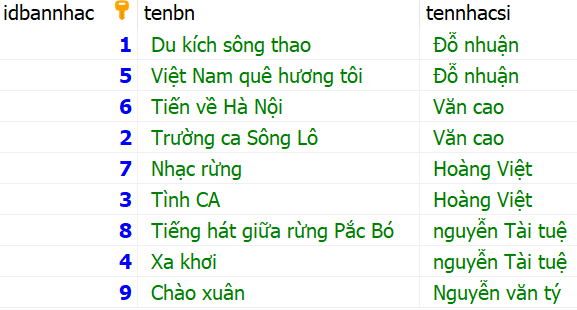 idbannhac tenbn tennhacsi
1 Du kích sông thao Đỗ nhuận
5 Việt Nam quê hương tôi Đỗ nhuận
6 Tiến về Hà Nội Văn cao
2 Trường ca Sông Lô Văn cao
7 Nhạc rừng Hoàng Việt
3 Tình CA Hoàng Việt
8 Tiếng hát giữa rừng Pắc Bó nguyễn Tài tuệ
4 Xa khơi nguyễn Tài tuệ
9 Chào xuân Nguyễn văn tý